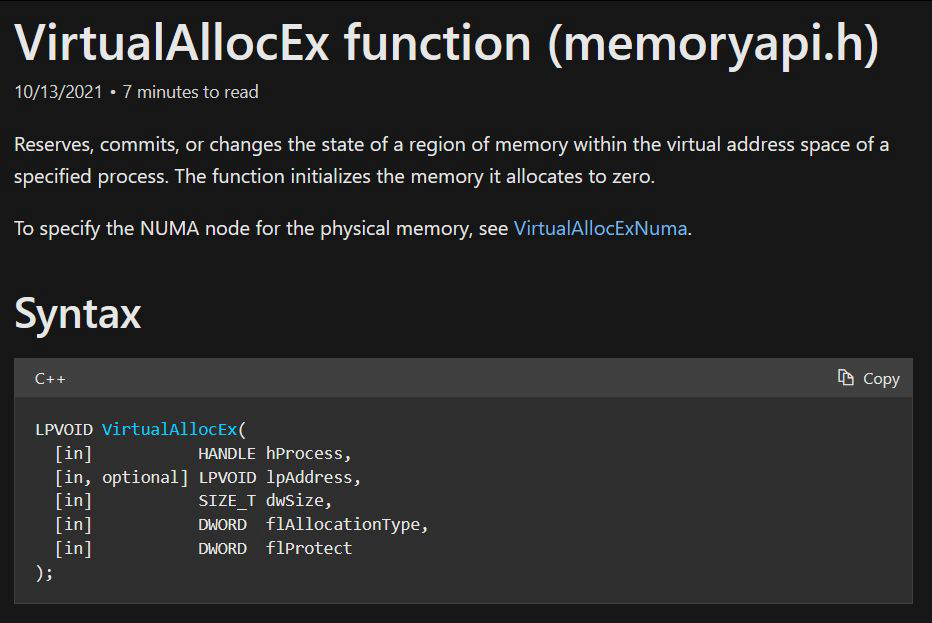 VirtualAllocEx function (memoryapi.h)
10/13/2021 • 7 minutes to read
Reserves, commits, or changes the state of a region of memory within the virtual address space of a
specified process. The function initializes the memory it allocates to zero.
To specify the NUMA node for the physical memory, see VirtualAllocExNuma.
Syntax
C++ Copy
LPVOID VirtualAllocEx(
  [in]           HANDLE hProcess,
  [in, optional] LPVOID lpAddress,
  [in]           SIZE_T dwSize,
  [in]           DWORD  flAllocationType,
  [in]           DWORD  flProtect
);